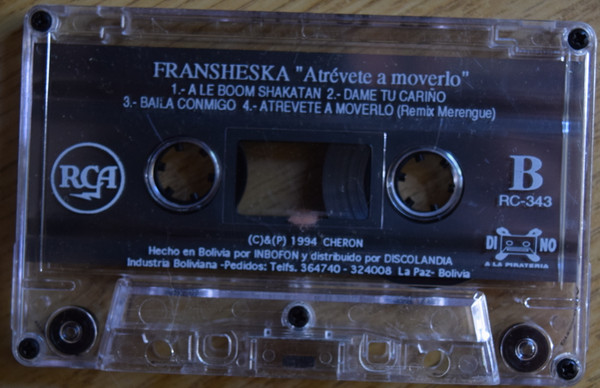 FRANSHESKA "Atrévete a moverlo"
1.- A LE BOOM SHAKATAN 2.- DAME TU CARIÑO
3.- BAILA CONMIGO 4.- ATREVETE A MOVERLO (Remix Merengue)
RCA
B
RC-343
DI NO
A LA PIRATERIA
(C)&(P) 1994 CHERON
Hecho en Bolivia por INBOFON y distribuido por DISCOLANDIA
Industria Boliviana -Pedidos: Telfs. 364740 - 324008 La Paz- Bolivia